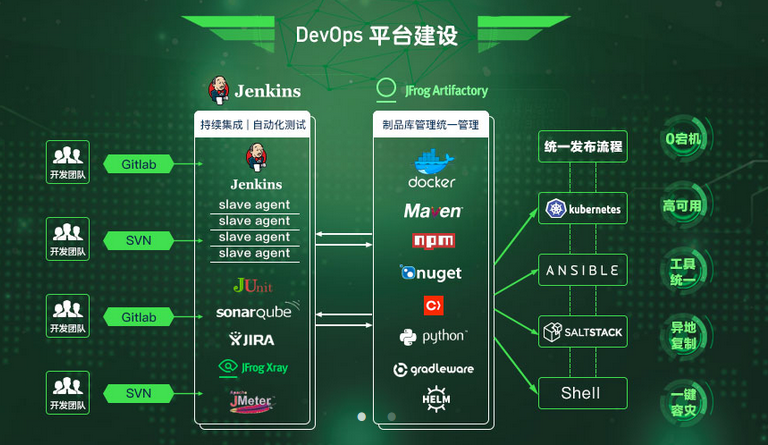 DevOps 平台建设
Jenkins
JFrog Artifactory
持续集成 | 自动化测试
制品库管理统一管理
开发团队
Gitlab
开发团队
SVN
开发团队
Gitlab
开发团队
SVN
Jenkins
slave agent
slave agent
slave agent
slave agent
JUnit
sonarqube
JIRA
JFrog Xray
Apache
JMeter
docker
Maven
npm
nuget
python
gradleware
HELM
统一发布流程
kubernetes
ANSIBLE
SALTSTACK
Shell
0宕机
高可用
工具
统一
异地
复制
一键
容灾